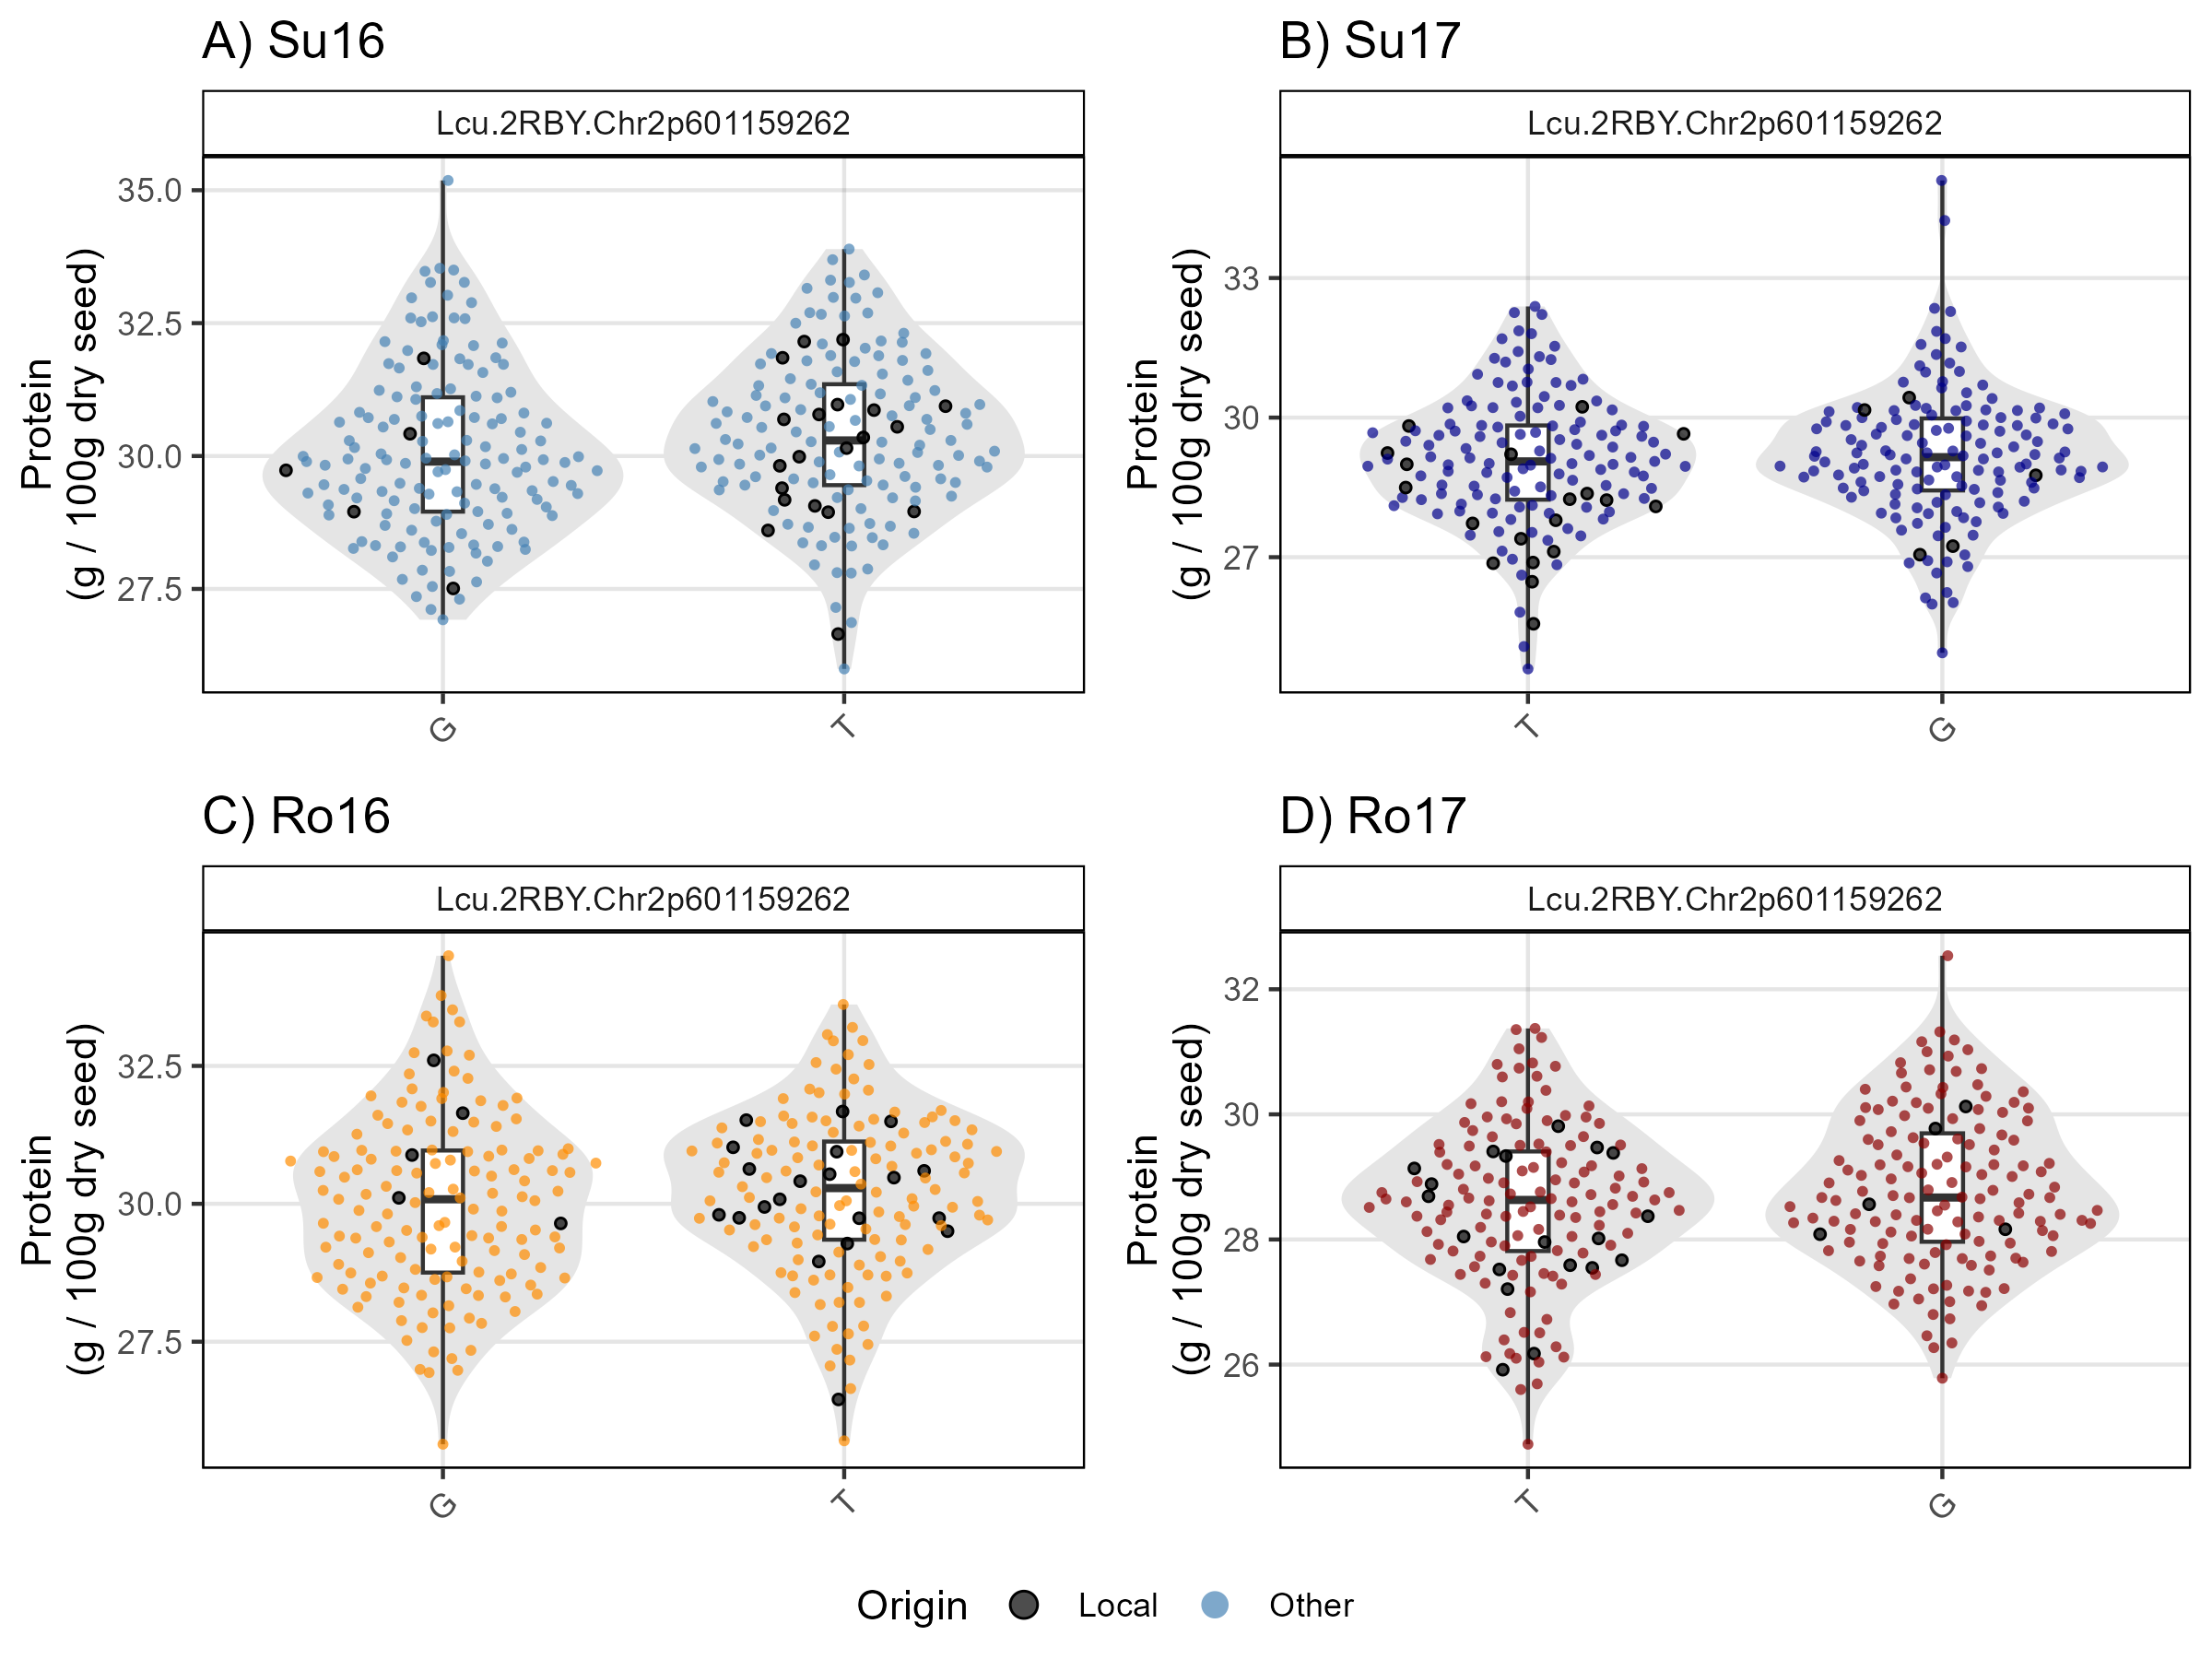 A) Su16
Lcu.2RBY.Chr2p601159262
Protein
(g / 100g dry seed)
35.0
32.5
30.0
27.5
G
T
B) Su17
Lcu.2RBY.Chr2p601159262
Protein
(g / 100g dry seed)
33
30
27
T
G
C) Ro16
Lcu.2RBY.Chr2p601159262
Protein
(g / 100g dry seed)
32.5
30.0
27.5
G
T
D) Ro17
Lcu.2RBY.Chr2p601159262
Protein
(g / 100g dry seed)
32
30
28
26
T
G
Origin Local Other